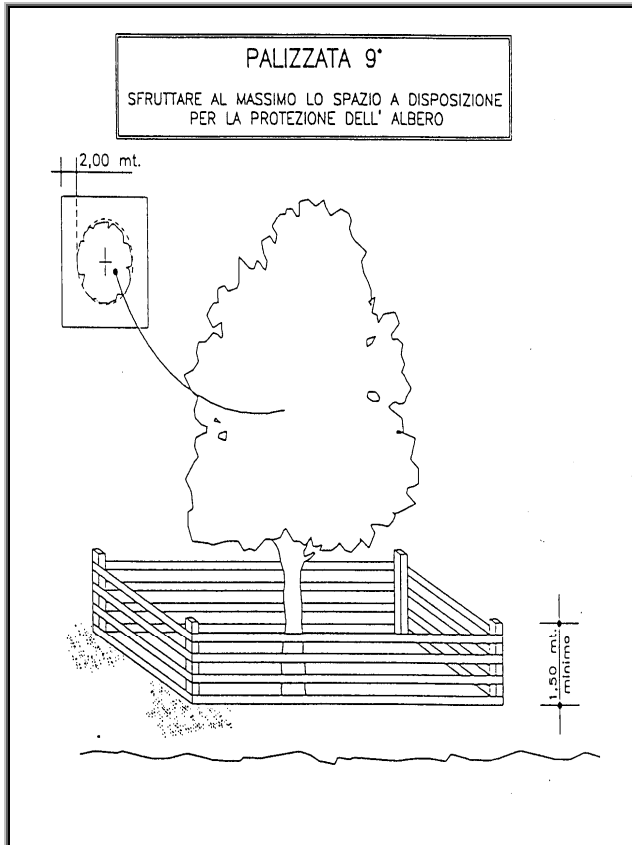 PALIZZATA 9°
SFRUTTARE AL MASSIMO LO SPAZIO A DISPOSIZIONE
PER LA PROTEZIONE DELL' ALBERO
2,00 mt.
1,50 mt.
minimo